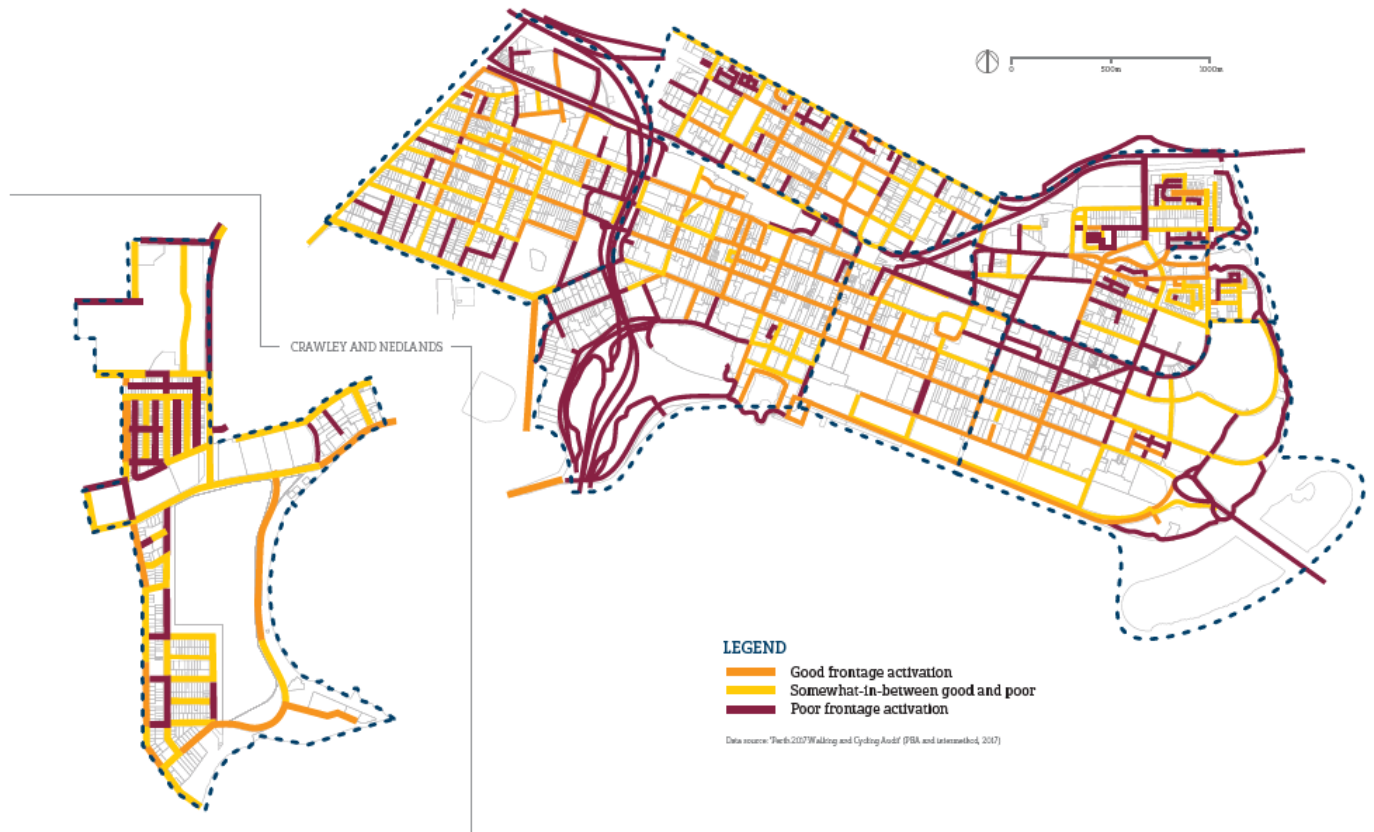 0 500m 1000m
CRAWLEY AND NEDLANDS
LEGEND
Good frontage activation
Somewhat-in-between good and poor
Poor frontage activation
Data source: 'Perth 2017 Walking and Cycling Audit' (PBA and intermethod, 2017)